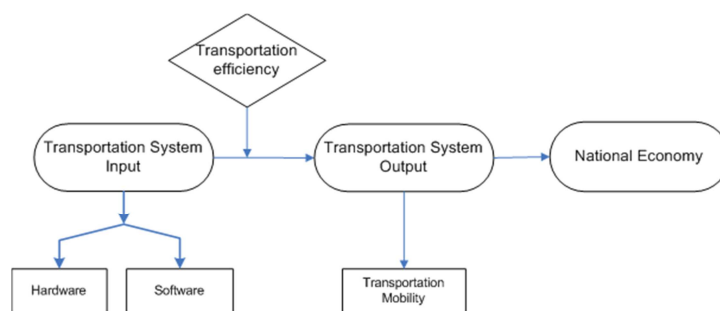 Transportation
efficiency
Transportation System
Input
Transportation System
Output
National Economy
Hardware
Software
Transportation
Mobility